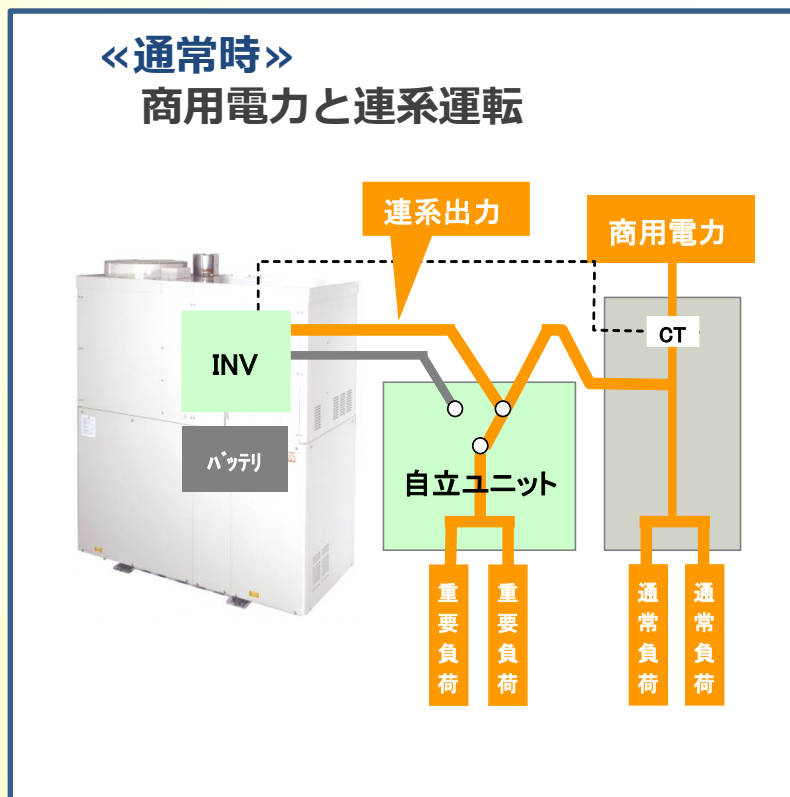 ≪通常時≫
商用電力と連系運転
連系出力
商用電力
CT
INV
ﾊﾞｯﾃﾘ
自立ユニット
重要負荷
重要負荷
通常負荷
通常負荷